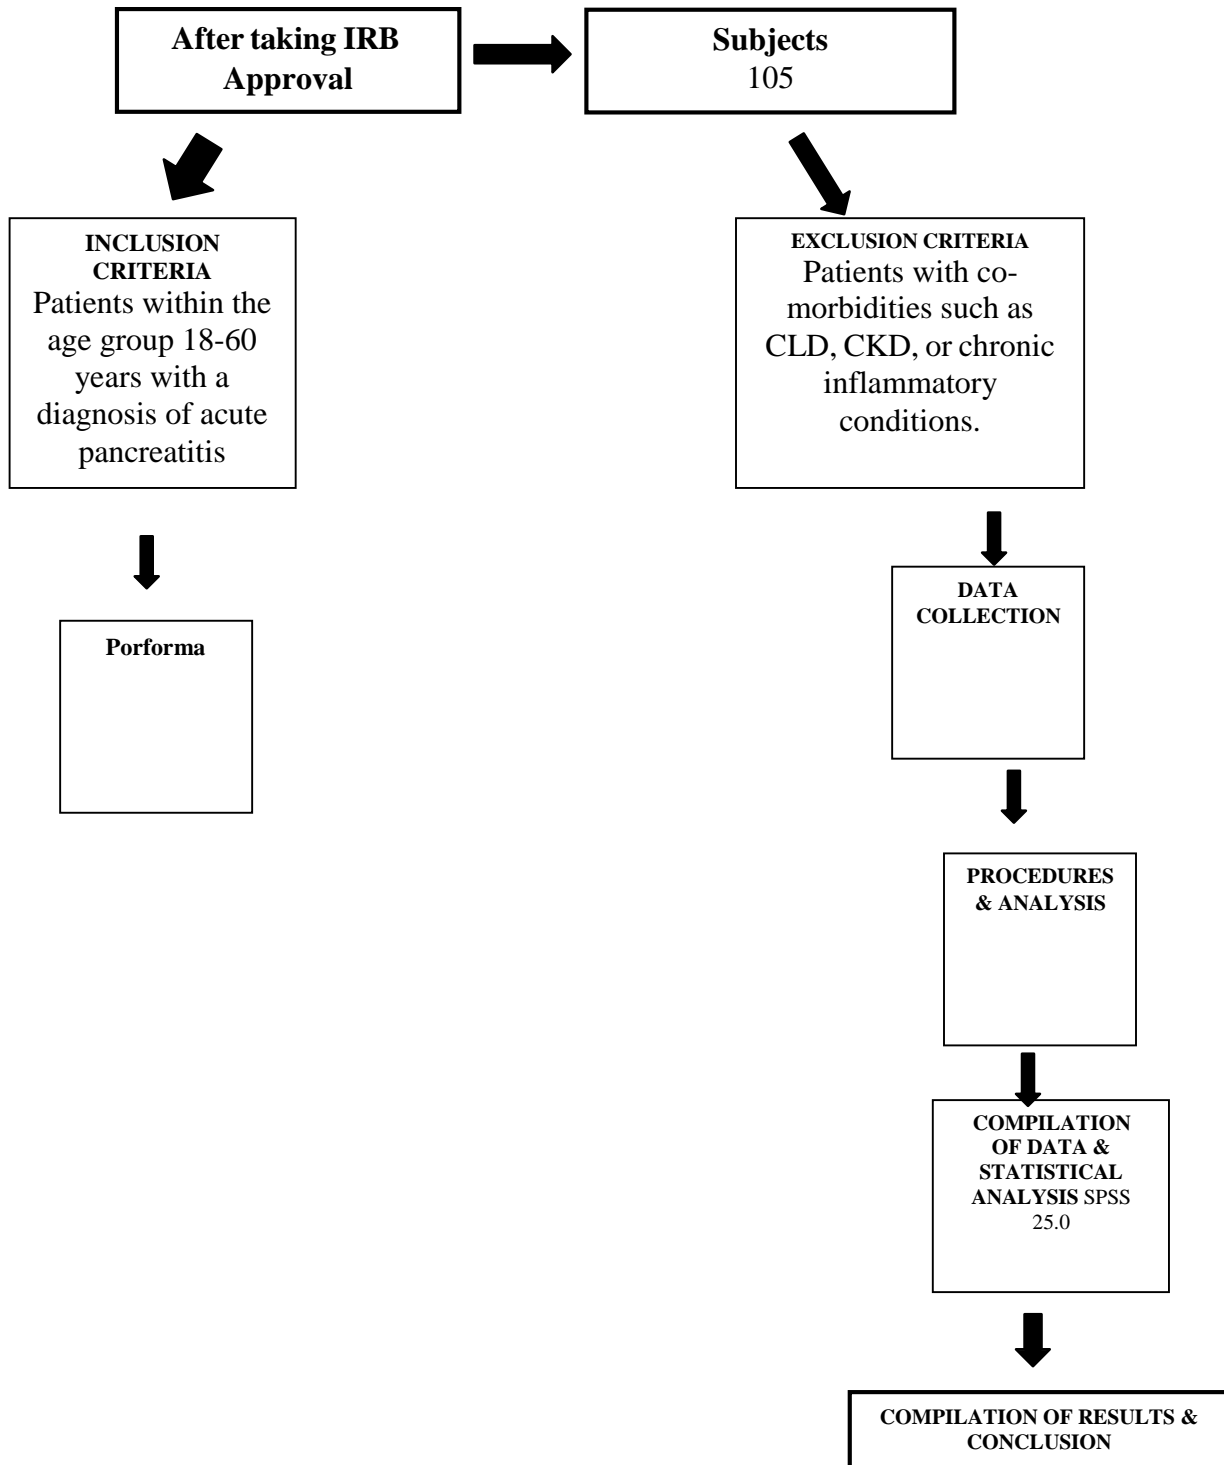 After taking IRB
Approval
Subjects
105
INCLUSION
CRITERIA
Patients within the
age group 18-60
years with a
diagnosis of acute
pancreatitis
EXCLUSION CRITERIA
Patients with co-
morbidities such as
CLD, CKD, or chronic
inflammatory
conditions.
Porforma
DATA
COLLECTION
PROCEDURES
& ANALYSIS
COMPILATION
OF DATA &
STATISTICAL
ANALYSIS SPSS
25.0
COMPILATION OF RESULTS &
CONCLUSION